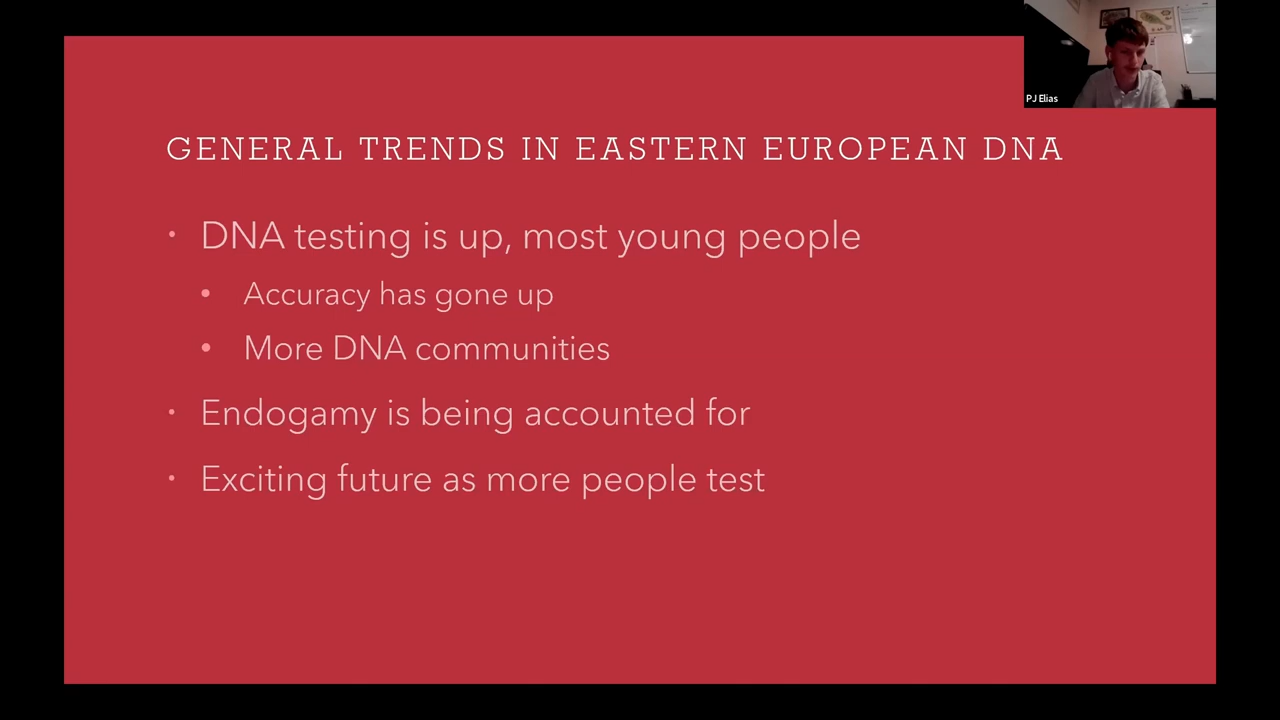 PJ Elias
GENERAL TRENDS IN EASTERN EUROPEAN DNA
DNA testing is up, most young people
Accuracy has gone up
More DNA communities
Endogamy is being accounted for
Exciting future as more people test